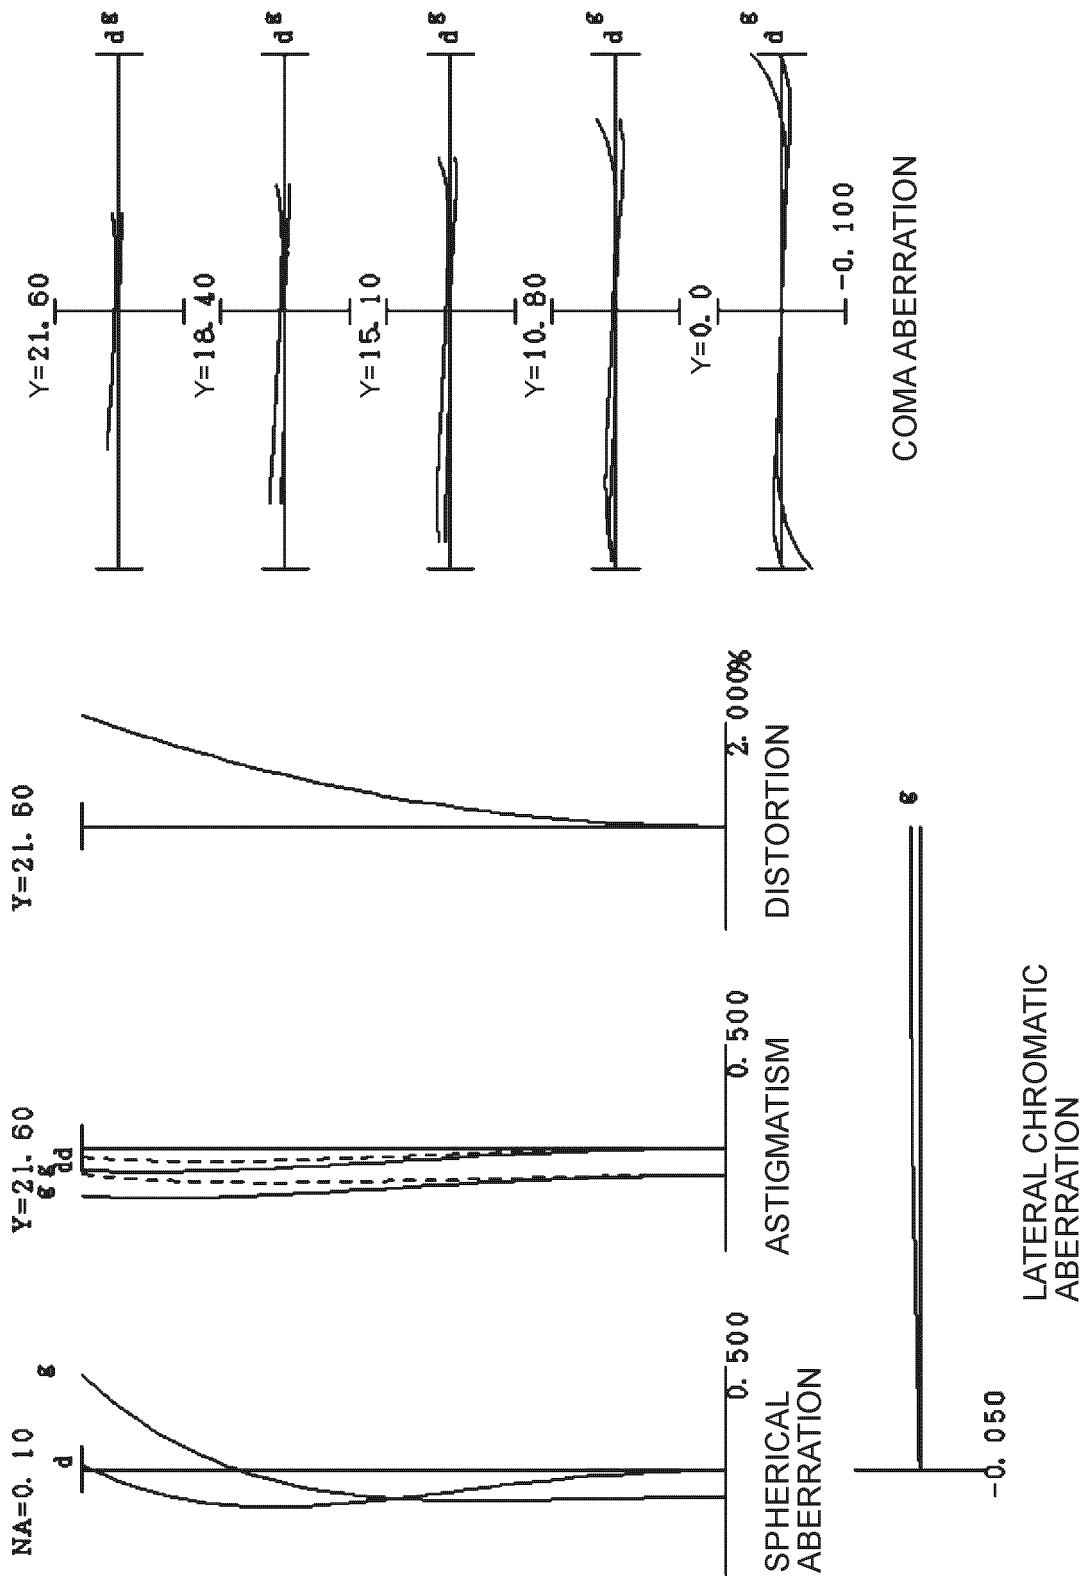 NA=0. 10
d
g
0. 500
SPHERICAL
ABERRATION
Y=21. 60
g
g
d
d
0. 500
ASTIGMATISM
Y=21. 60
2. 000%
DISTORTION
Y=21. 60
d
g
Y=18. 40
d
g
Y=15. 10
d
g
Y=10. 80
d
g
Y=0. 0
d
g
-0. 100
COMA ABERRATION
g
-0. 050
LATERAL CHROMATIC
ABERRATION